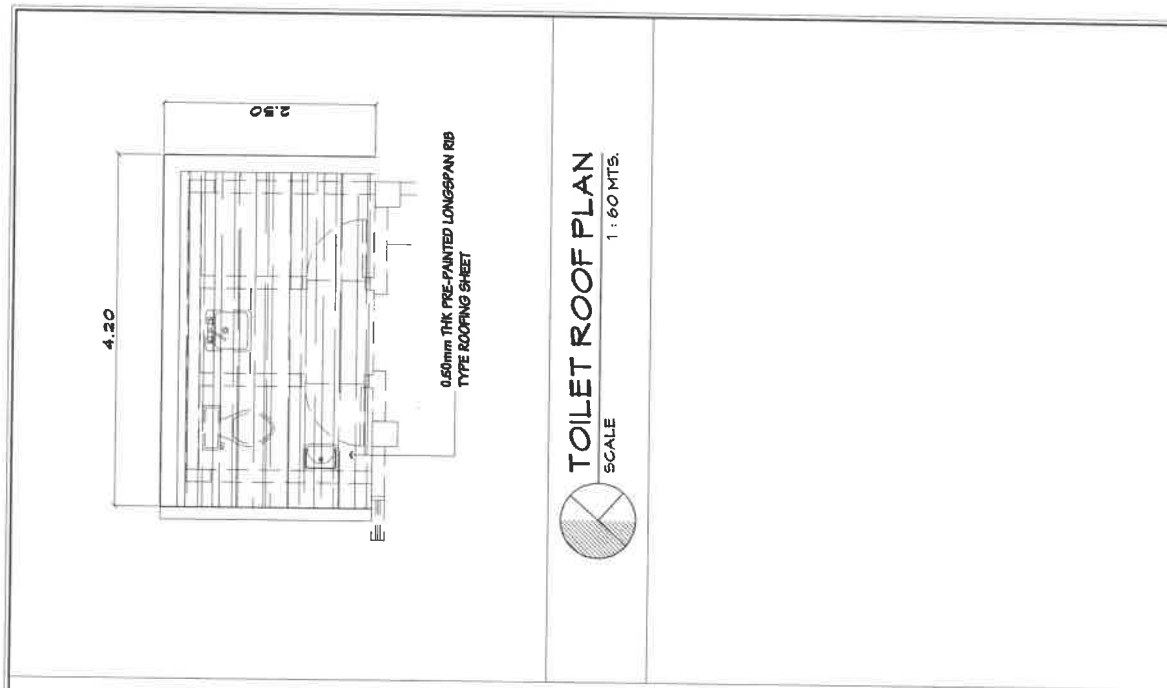 2.50
4.20
0.60mm THK PRE-PAINTED LONGSPAN RIB
TYPE ROOFING SHEET
TOILET ROOF PLAN
SCALE
1 : 60 MTS.